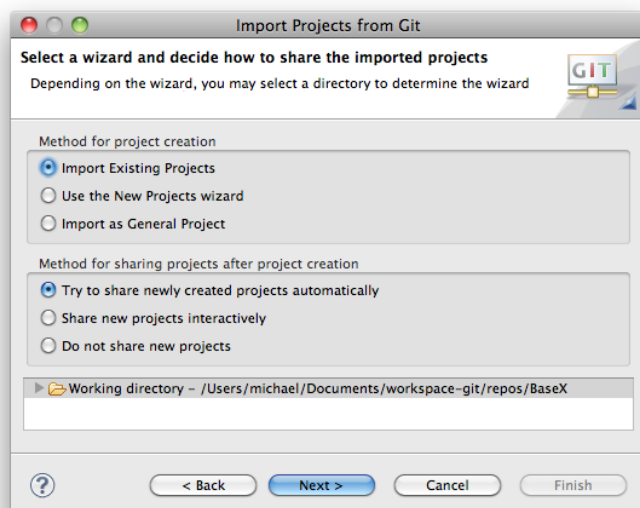 Import Projects from Git
Select a wizard and decide how to share the imported projects
Depending on the wizard, you may select a directory to determine the wizard
GIT
Method for project creation
Import Existing Projects
Use the New Projects wizard
Import as General Project
Method for sharing projects after project creation
Try to share newly created projects automatically
Share new projects interactively
Do not share new projects
Working directory – /Users/michael/Documents/workspace-git/repos/BaseX
? < Back Next > Cancel Finish